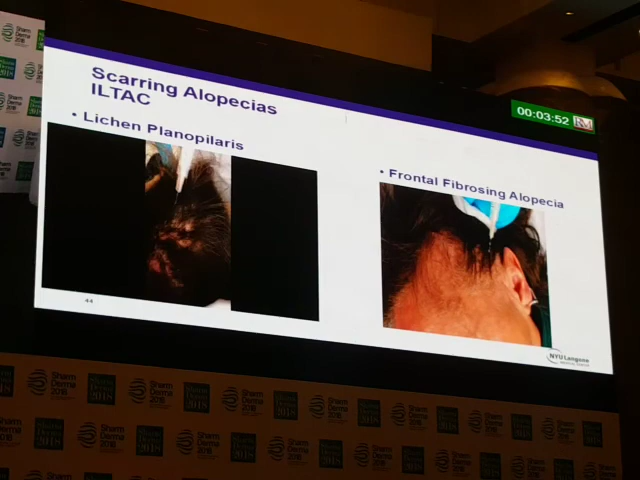 Scarring Alopecias
ILTAC
• Lichen Planopilaris
• Frontal Fibrosing Alopecia
00:03:52
44
NYU Langone
Sharm
Derma
2018